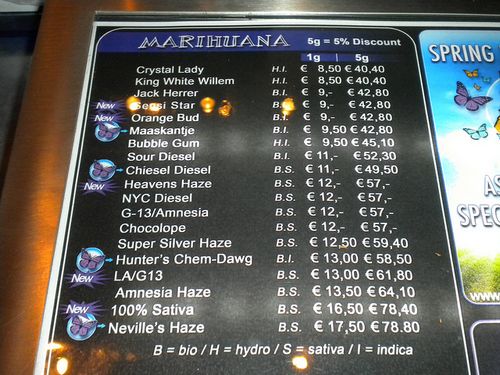 MARIHUANA 5g = 5% Discount
1g | 5g
Crystal Lady H.I. € 8,50 € 40,40
King White Willem H.I. € 8,50 € 40,40
Jack Herrer B.I. € 9,- € 42,80
New Sensi Star € 9,- € 42,80
New Orange Bud B.I. € 9,- € 42,80
Maaskantje B.I. € 9,50 € 42,80
Bubble Gum H.I. € 9,50 € 45,10
Sour Diesel B.I. € 11,- € 52,30
Chiesel Diesel B.S. € 11,- € 49,50
New Heavens Haze B.S. € 12,- € 57,-
NYC Diesel B.S. € 12,- € 57,-
G-13/Amnesia B.S. € 12,- € 57,-
Chocolope B.S. € 12,- € 57,-
Super Silver Haze B.S. € 12,50 € 59,40
Hunter's Chem-Dawg B.I. € 13,00 € 58,50
New LA/G13 B.S. € 13,00 € 61,80
Amnesia Haze B.S. € 13,50 € 64,10
New 100% Sativa B.S. € 16,50 € 78,40
Neville's Haze B.S. € 17,50 € 78.80
B = bio / H = hydro / S = sativa / I = indica
SPRING
AS
SPEC
www